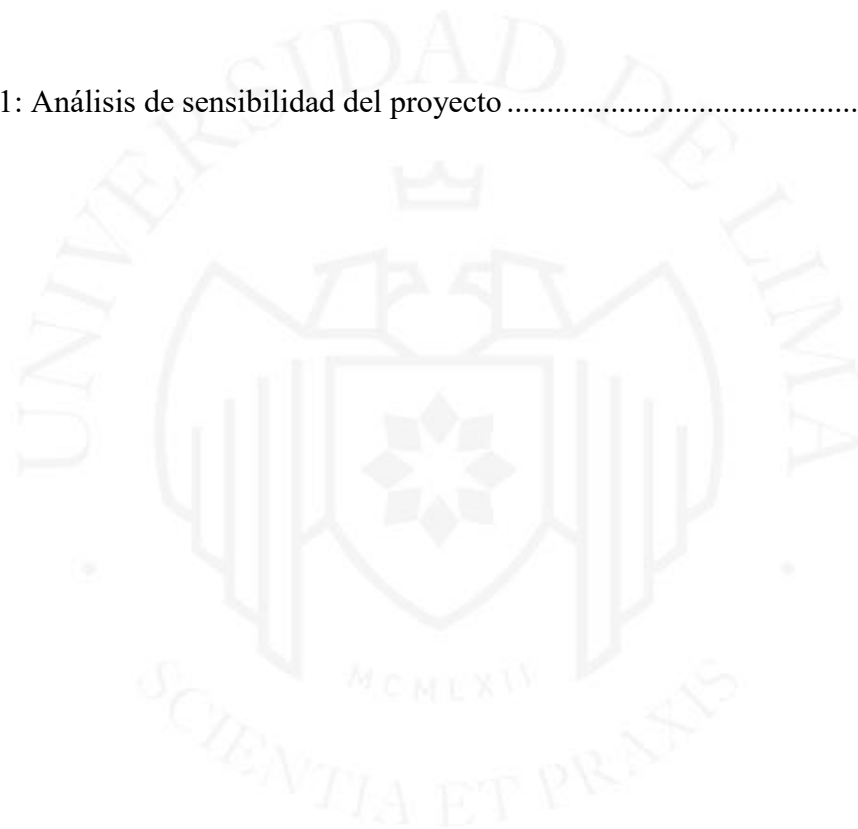 1: Análisis de sensibilidad del proyecto ............................................
UNIVERSIDAD DE LIMA
MCMLXII
SCIENTIA ET PRAXIS